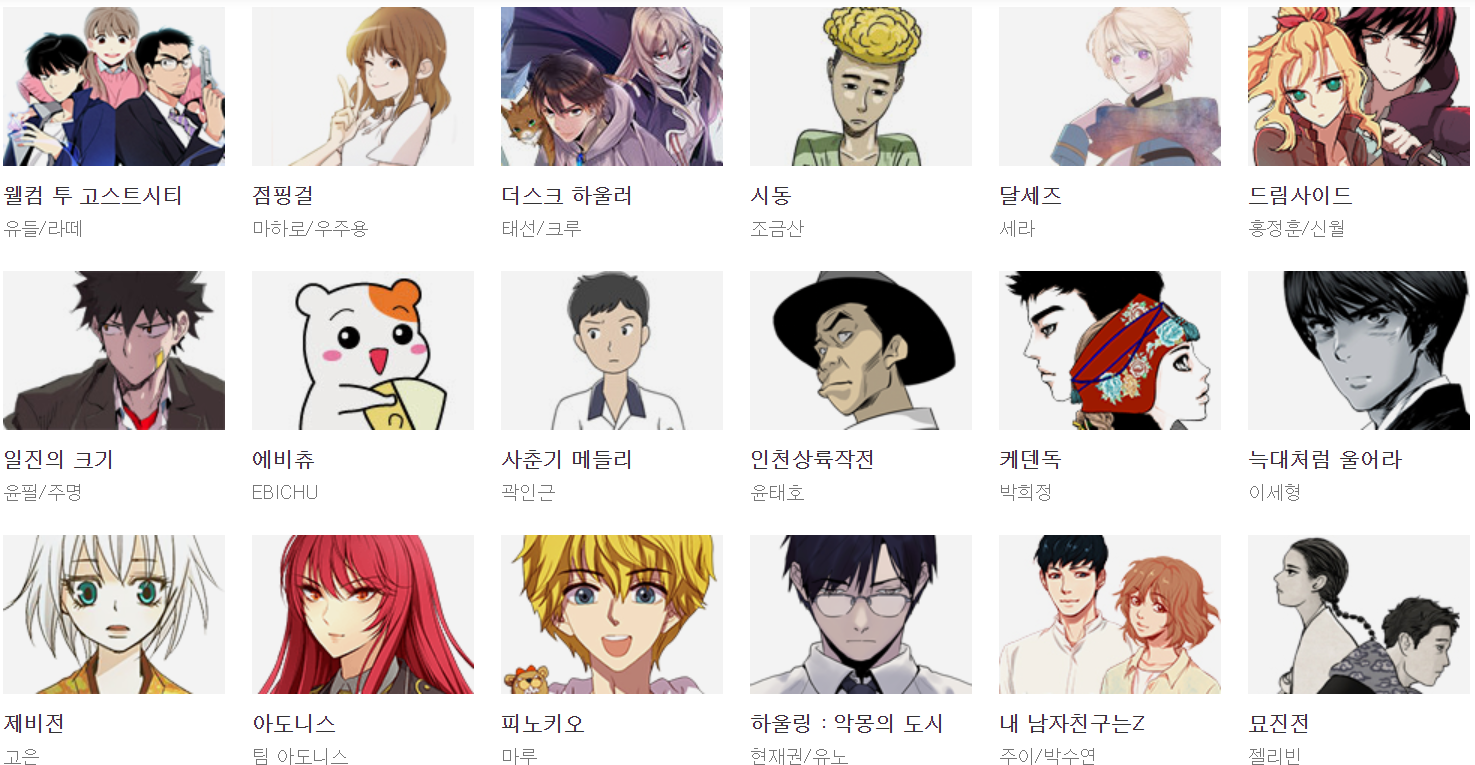 웰컴 투 고스트시티
유들/라떼
점핑걸
마하로/우주용
더스크 하울러
태선/크루
시동
조금산
달세즈
세라
드림사이드
홍정훈/신월
일진의 크기
윤필/주명
에비츄
EBICHU
사춘기 메들리
곽인근
인천상륙작전
윤태호
케덴독
박희정
늑대처럼 울어라
이세형
제비전
고은
아도니스
팀 아도니스
피노키오
마루
하울링 : 악몽의 도시
현재권/유노
내 남자친구는Z
주이/박수연
묘진전
젤리빈